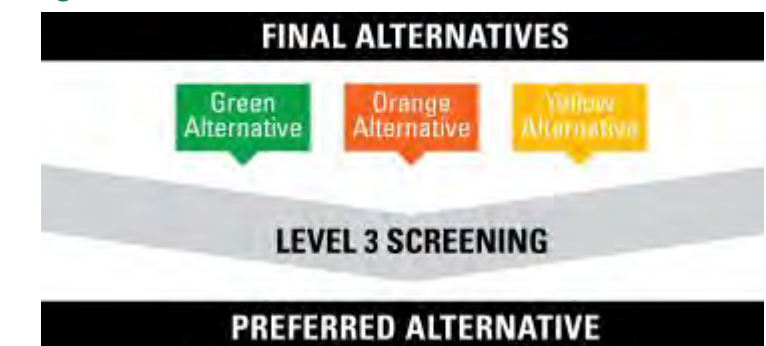 FINAL ALTERNATIVES
Green
Alternative
Orange
Alternative
Yellow
Alternative
LEVEL 3 SCREENING
PREFERRED ALTERNATIVE